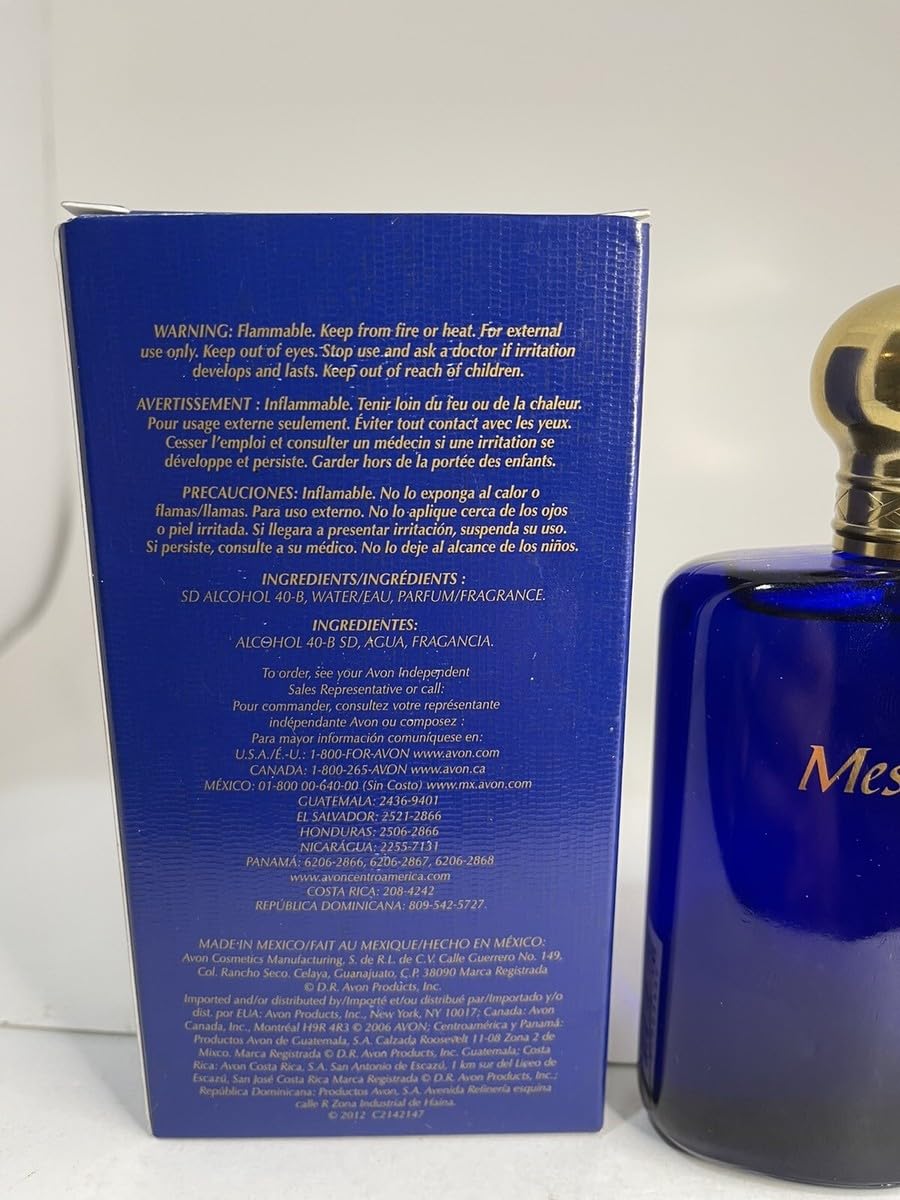 WARNING: Flammable. Keep from fire or heat. For external
use only. Keep out of eyes. Stop use and ask a doctor if irritation
develops and lasts. Keep out of reach of children.
AVERTISSEMENT : Inflammable. Tenir loin du feu ou de la chaleur.
Pour usage externe seulement. Éviter tout contact avec les yeux.
Cesser l'emploi et consulter un médecin si une irritation se
développe et persiste. Garder hors de la portée des enfants.
PRECAUCIONES: Inflamable. No lo exponga al calor o
flamas/llamas. Para uso externo. No lo aplique cerca de los ojos
o piel irritada. Si llegara a presentar irritación, suspenda su uso.
Si persiste, consulte a su médico. No lo deje al alcance de los niños.
INGREDIENTS/INGRÉDIENTS :
SD ALCOHOL 40-B, WATER/EAU, PARFUM/FRAGRANCE.
INGREDIENTES:
ALCOHOL 40-B SD, AGUA, FRAGANCIA.
To order, see your Avon Independent
Sales Representative or call:
Pour commander, consultez votre représentante
indépendante Avon ou composez :
Para mayor información comuníquese en:
U.S.A./É.-U.: 1-800-FOR-AVON www.avon.com
CANADA: 1-800-265-AVON www.avon.ca
MÉXICO: 01-800 00-640-00 (Sin Costo) www.mx.avon.com
GUATEMALA: 2436-9401
EL SALVADOR: 2521-2866
HONDURAS: 2506-2866
NICARÁGUA: 2255-7131
PANAMÁ: 6206-2866, 6206-2867, 6206-2868
www.avoncentroamerica.com
COSTA RICA: 208-4242
REPÚBLICA DOMINICANA: 809-542-5727.
MADE IN MEXICO/FAIT AU MEXIQUE/HECHO EN MÉXICO:
Avon Cosmetics Manufacturing, S. de R.L. de C.V. Calle Guerrero No. 149,
Col. Rancho Seco. Celaya, Guanajuato, C.P. 38090 Marca Registrada
© D.R. Avon Products, Inc.
Imported and/or distributed by/Importé et/ou distribué par/Importado y/o
dist. por EUA: Avon Products, Inc., New York, NY 10017; Canada: Avon
Canada, Inc., Montréal H9R 4R3 © 2006 AVON; Centroamérica y Panamá:
Productos Avon de Guatemala, S.A. Calzada Roosevelt 11-08 Zona 2 de
Mixco. Marca Registrada © D.R. Avon Products, Inc. Guatemala; Costa
Rica: Avon Costa Rica, S.A. San Antonio de Escazú, 1 km sur del Liceo de
Escazú, San José Costa Rica Marca Registrada © D.R. Avon Products, Inc.;
República Dominicana: Productos Avon, S.A. Avenida Refinería esquina
calle R Zona Industrial de Haina.
© 2012 C2142147
Mes